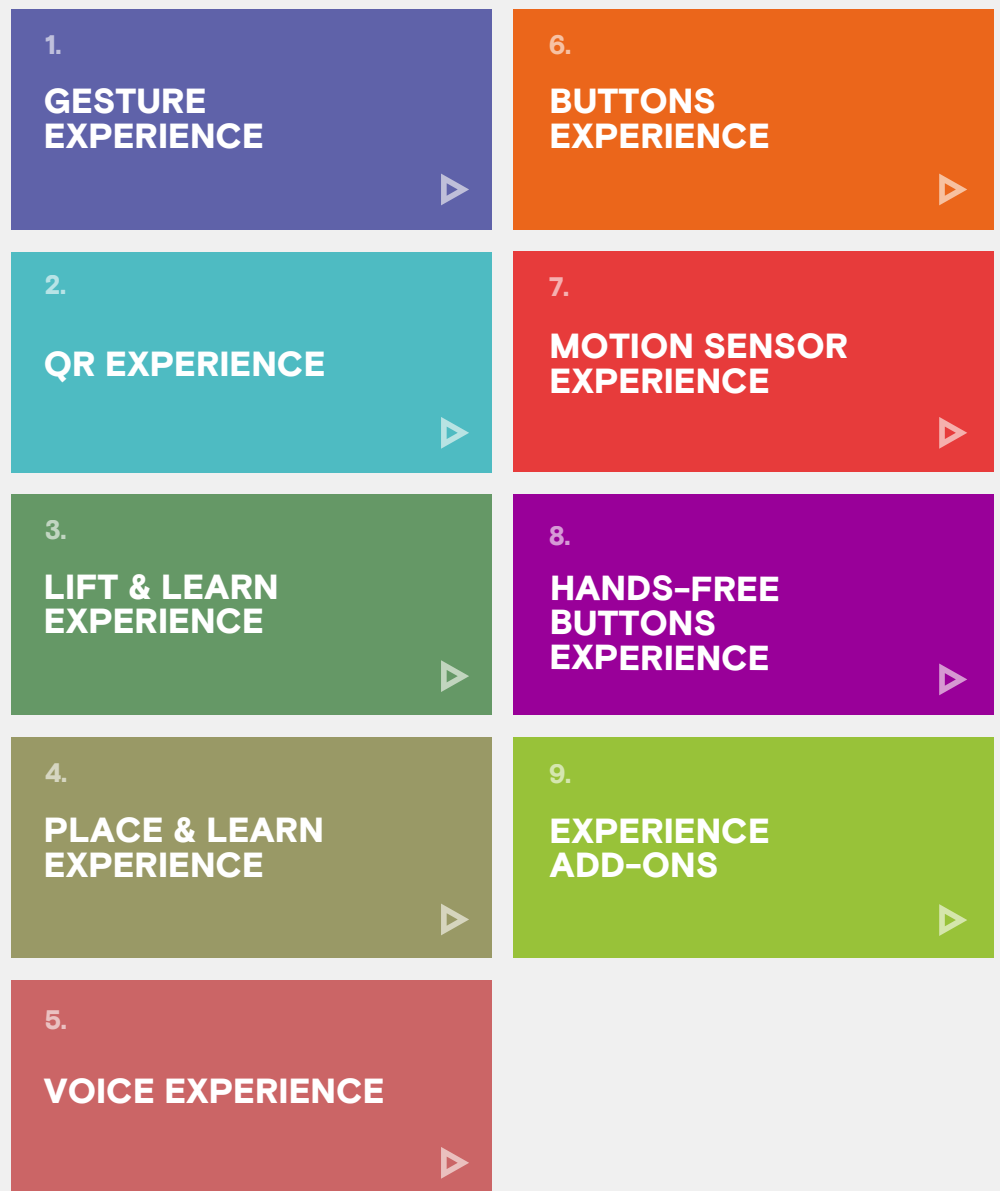 1.
GESTURE
EXPERIENCE
2.
QR EXPERIENCE
3.
LIFT & LEARN
EXPERIENCE
4.
PLACE & LEARN
EXPERIENCE
5.
VOICE EXPERIENCE
6.
BUTTONS
EXPERIENCE
7.
MOTION SENSOR
EXPERIENCE
8.
HANDS-FREE
BUTTONS
EXPERIENCE
9.
EXPERIENCE
ADD-ONS